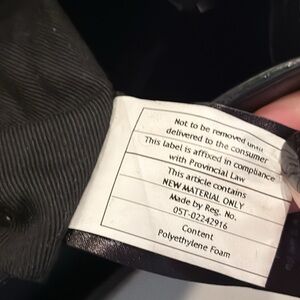 Not to be removed until
delivered to the consumer
This label is affixed in compliance
with Provincial Law
This article contains
NEW MATERIAL ONLY
Made by Reg. No.
05T-02242916
Content
Polyethylene Foam